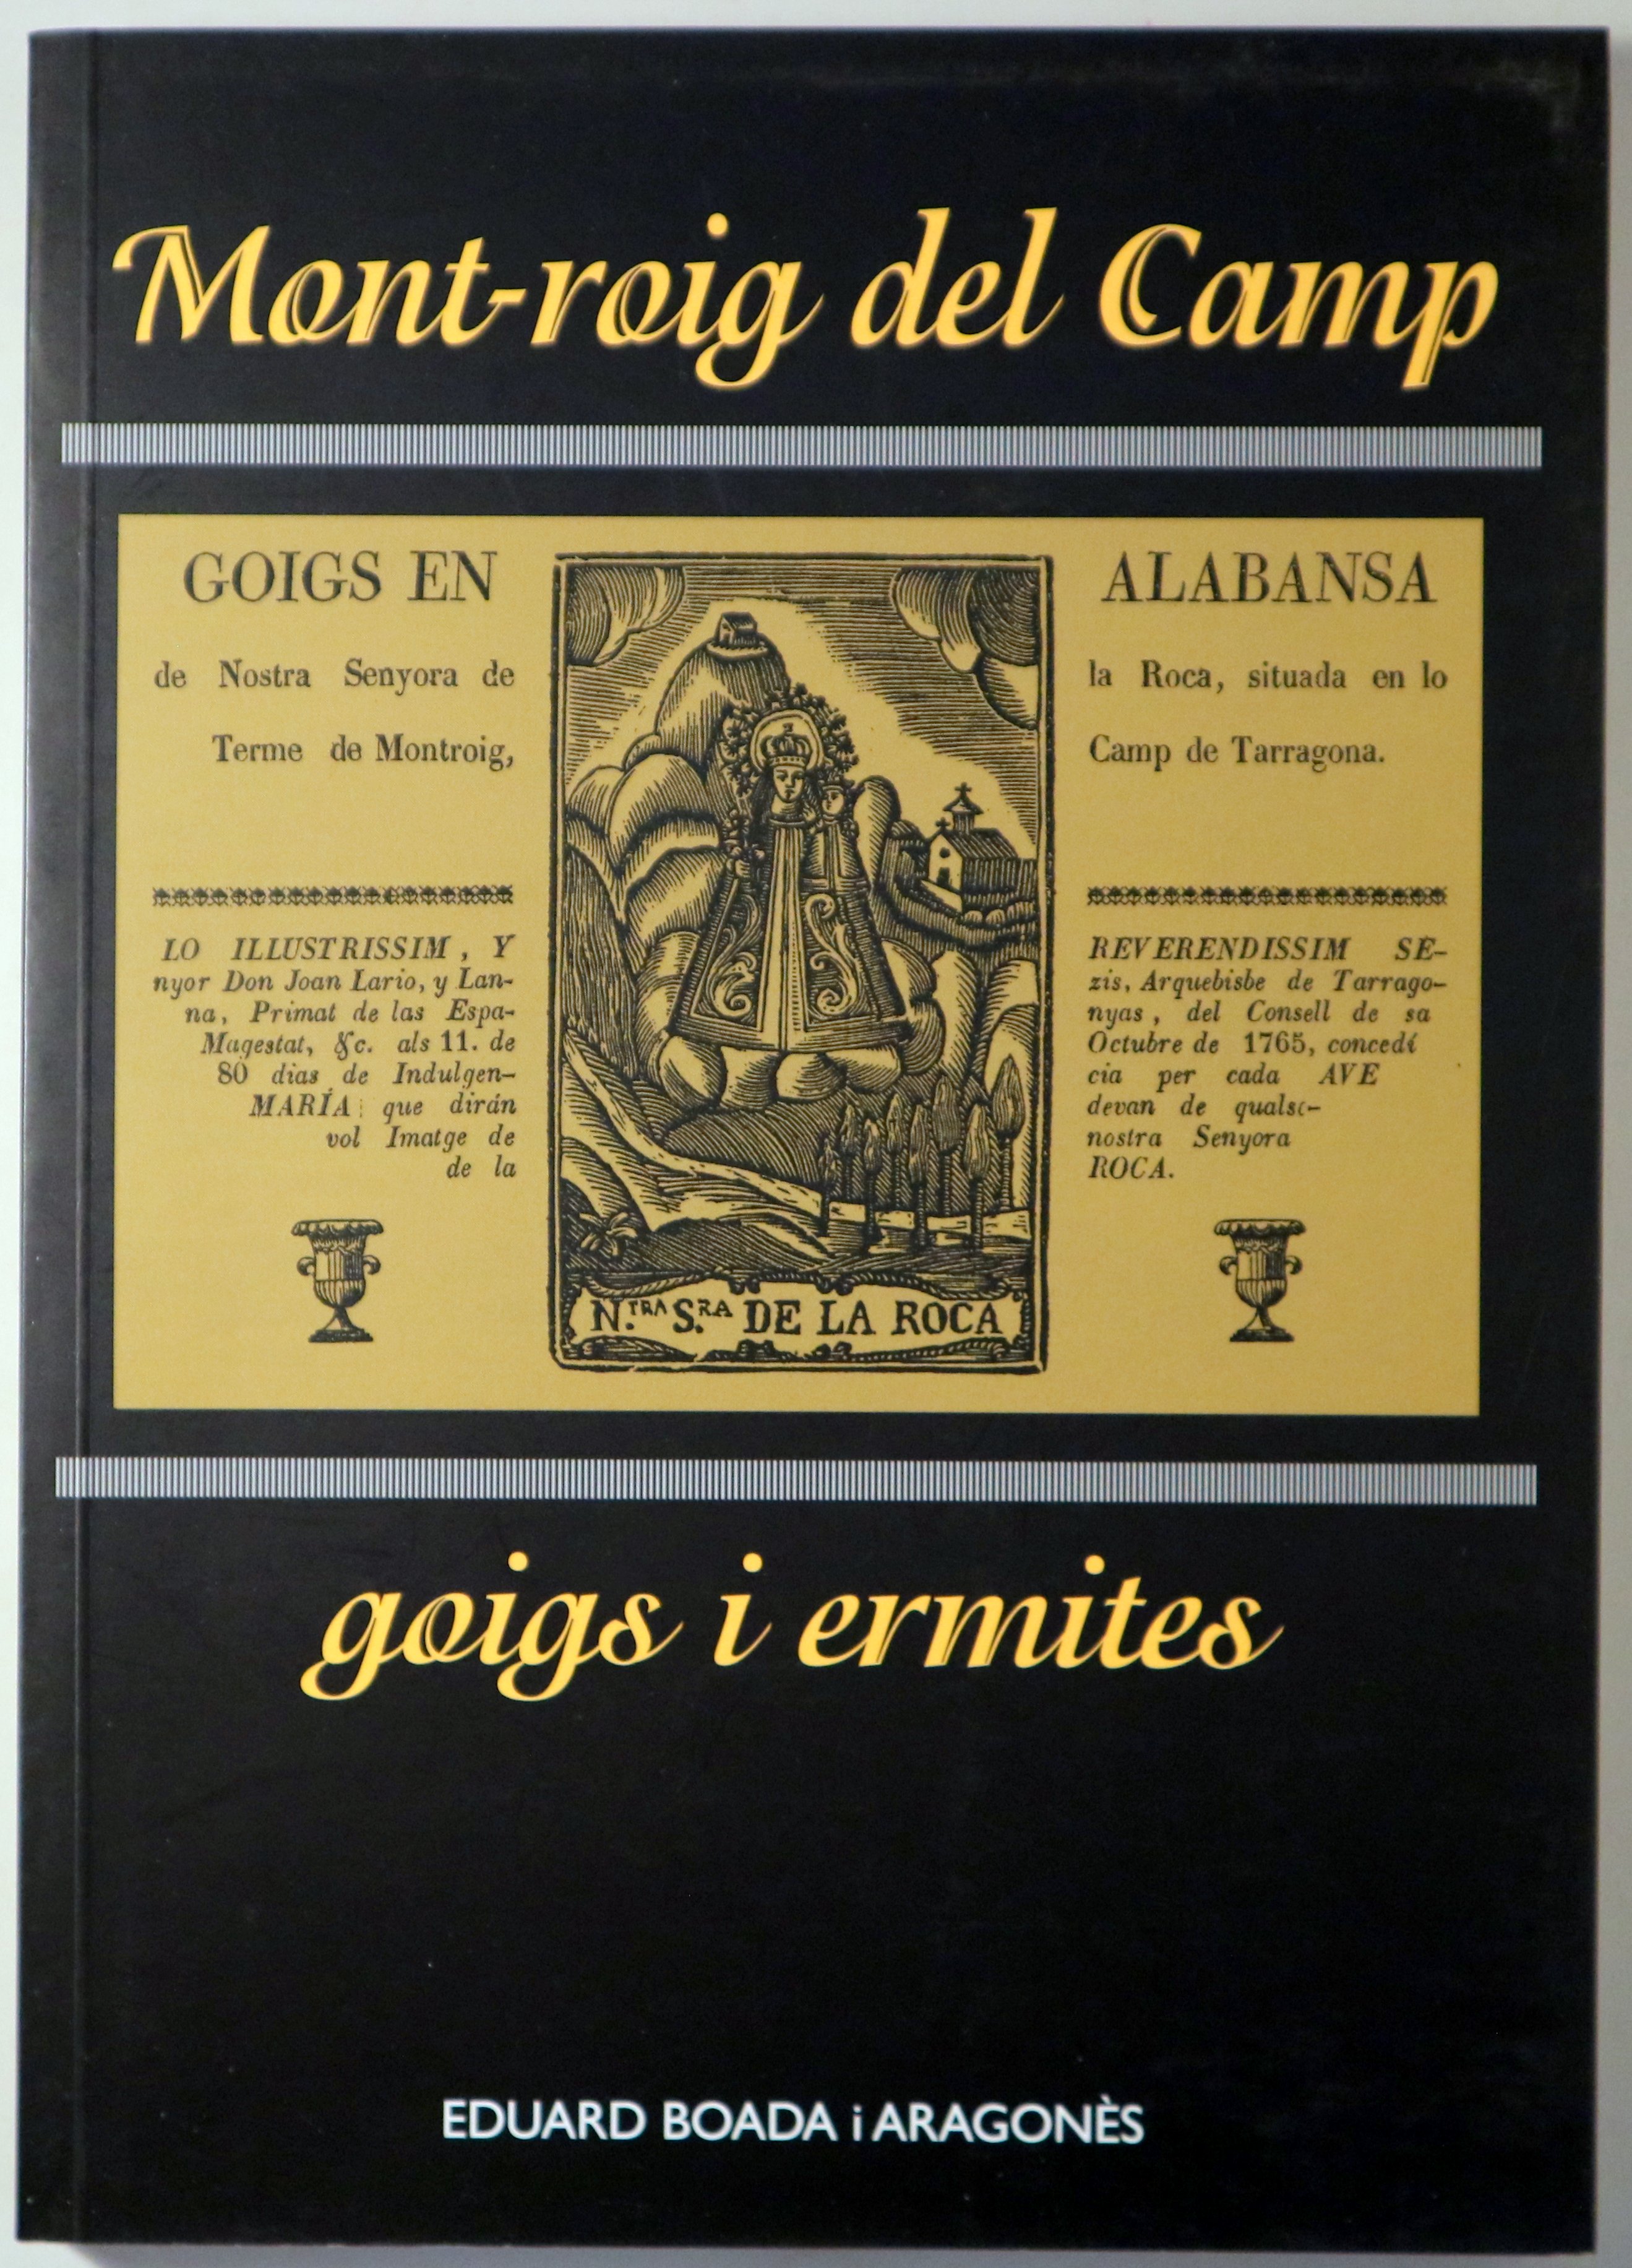 Mont-roig del Camp
GOIGS EN ALABANSA
de Nostra Senyora de la Roca, situada en lo
Terme de Montroig, Camp de Tarragona.
LO ILLUSTRISSIM, Y REVERENDISSIM SE-
nyor Don Joan Lario, y Lan- zis, Arquebisbe de Tarrago-
na, Primat de las Espa- nyas, del Consell de sa
Magestat, &c. als 11. de Octubre de 1765, concedí
80 dias de Indulgen- cia per cada AVE
MARÍA que dirán devan de qualse-
vol Imatge de nostra Senyora
de la ROCA.
N.TRA S.RA DE LA ROCA
goigs i ermites
EDUARD BOADA i ARAGONÈS